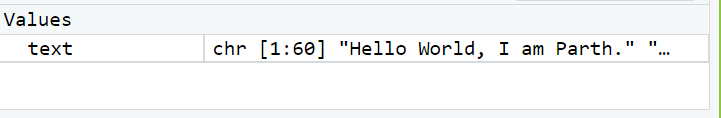 Values
text chr [1:60] "Hello World, I am Parth." "…